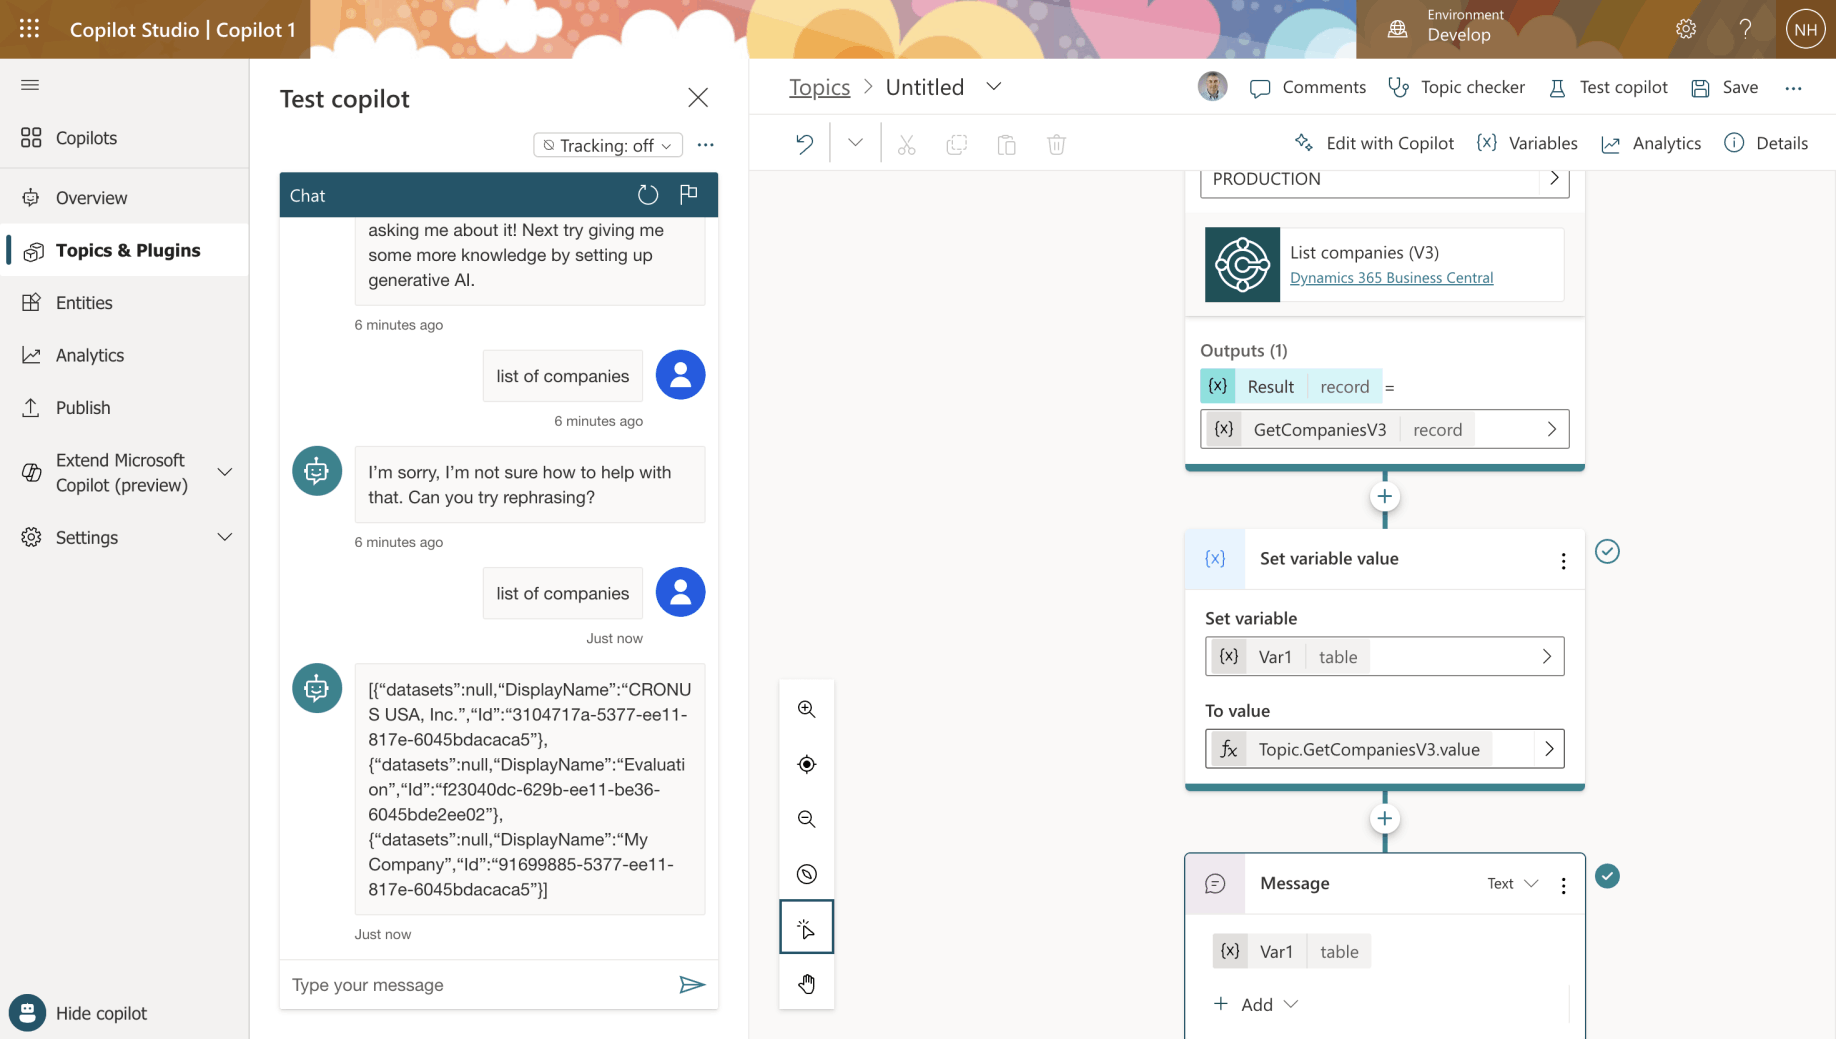 Copilot Studio | Copilot 1
Environment
Develop
NH
Copilots
Overview
Topics & Plugins
Entities
Analytics
Publish
Extend Microsoft
Copilot (preview)
Settings
Hide copilot
Test copilot
Tracking: off
Chat
asking me about it! Next try giving me
some more knowledge by setting up
generative AI.
6 minutes ago
list of companies
6 minutes ago
I’m sorry, I’m not sure how to help with
that. Can you try rephrasing?
6 minutes ago
list of companies
Just now
[{“datasets”:null,“DisplayName”:“CRONU
S USA, Inc.”,“Id”:“3104717a-5377-ee11-
817e-6045bdacaca5”},
{“datasets”:null,“DisplayName”:“Evaluati
on”,“Id”:“f23040dc-629b-ee11-be36-
6045bde2ee02”},
{“datasets”:null,“DisplayName”:“My
Company”,“Id”:“91699885-5377-ee11-
817e-6045bdacaca5”}]
Just now
Type your message
Topics > Untitled
Comments Topic checker Test copilot Save
Edit with Copilot {x} Variables Analytics Details
PRODUCTION
List companies (V3)
Dynamics 365 Business Central
Outputs (1)
{x} Result record =
{x} GetCompaniesV3 record
{x} Set variable value
Set variable
{x} Var1 table
To value
fx Topic.GetCompaniesV3.value
Message Text
{x} Var1 table
+ Add